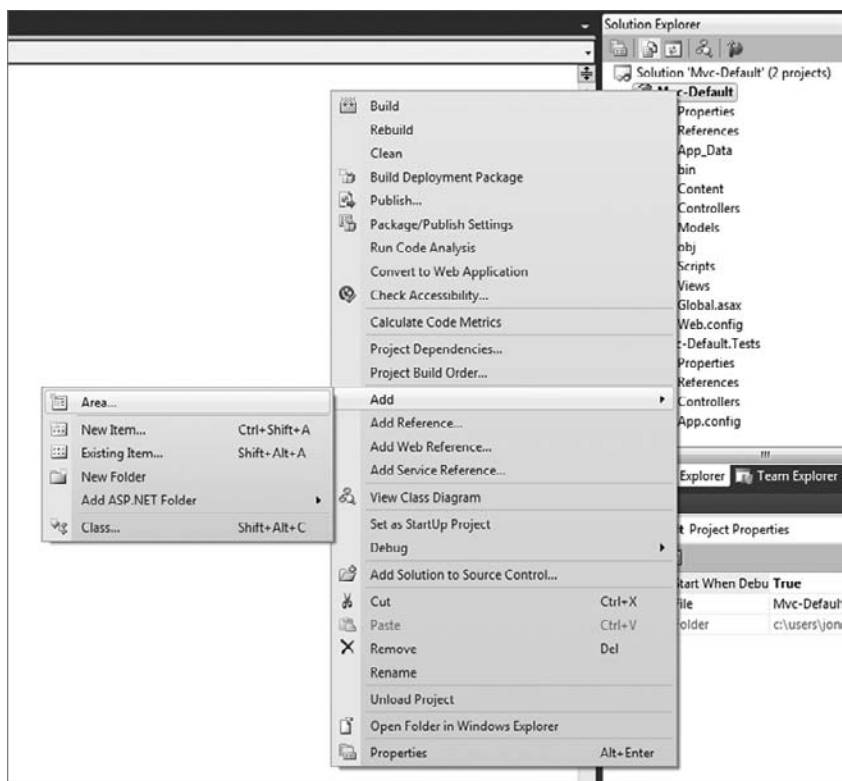 Solution Explorer
Solution 'Mvc-Default' (2 projects)
Mvc-Default
Properties
References
App_Data
bin
Content
Controllers
Models
obj
Scripts
Views
Global.asax
Web.config
c-Default.Tests
Properties
References
Controllers
App.config
Build
Rebuild
Clean
Build Deployment Package
Publish...
Package/Publish Settings
Run Code Analysis
Convert to Web Application
Check Accessibility...
Calculate Code Metrics
Project Dependencies...
Project Build Order...
Add
Add Reference...
Add Web Reference...
Add Service Reference...
View Class Diagram
Set as StartUp Project
Debug
Add Solution to Source Control...
Cut Ctrl+X
Paste Ctrl+V
Remove Del
Rename
Unload Project
Open Folder in Windows Explorer
Properties Alt+Enter
Area...
New Item... Ctrl+Shift+A
Existing Item... Shift+Alt+A
New Folder
Add ASP.NET Folder
Class... Shift+Alt+C
Explorer Team Explorer
t Project Properties
Start When Debu True
File Mvc-Defaul
older c:\users\jon